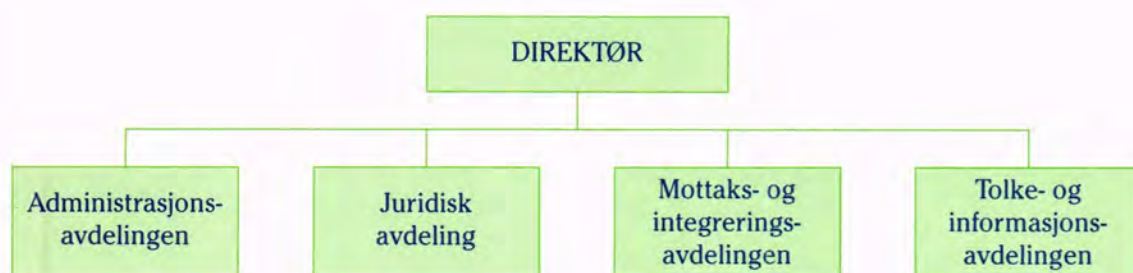 DIREKTØR
Administrasjons-
avdelingen
Juridisk
avdeling
Mottaks- og
integrerings-
avdelingen
Tolke- og
informasjons-
avdelingen